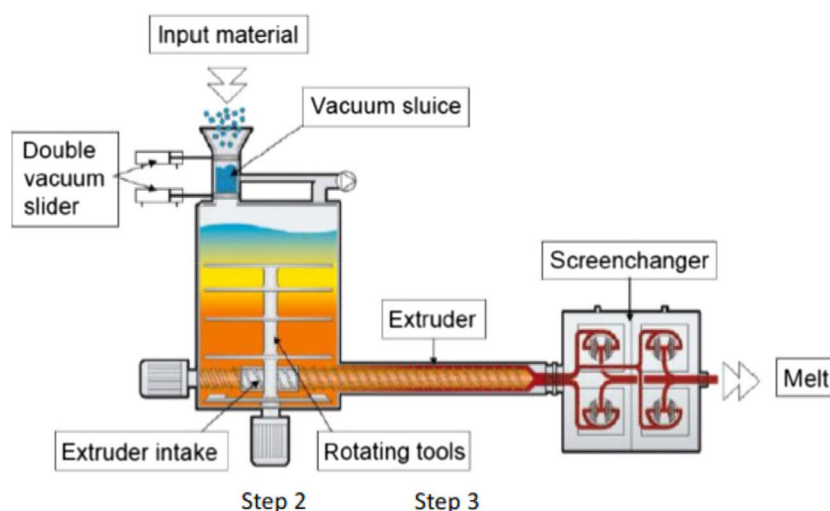 Input material
Vacuum sluice
Double
vacuum
slider
Screenchanger
Extruder
Melt
Extruder intake
Rotating tools
Step 2
Step 3